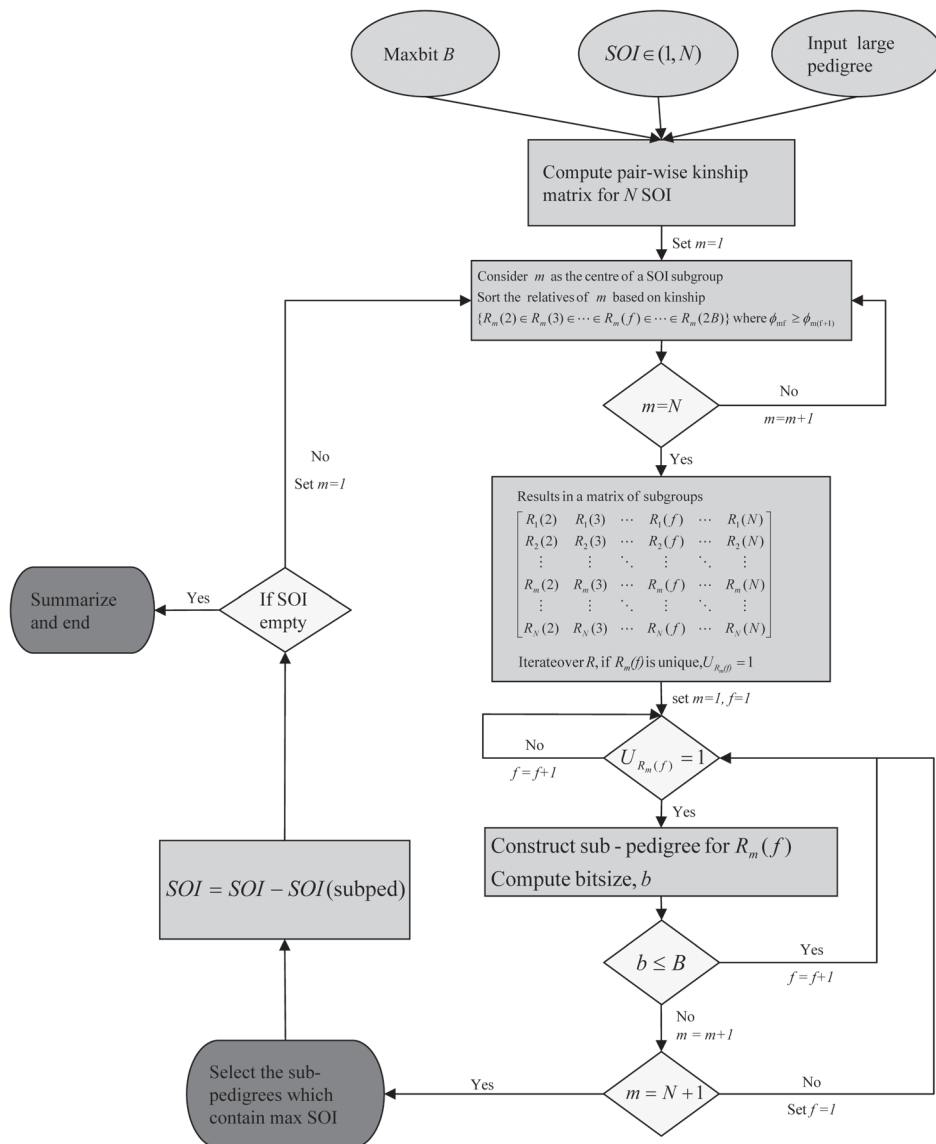 Maxbit B
SOI ∈ (1, N)
Input large
pedigree
Compute pair-wise kinship
matrix for N SOI
Set m=1
Consider m as the centre of a SOI subgroup
Sort the relatives of m based on kinship
{R_m(2) ∈ R_m(3) ∈ ⋯ ∈ R_m(f) ∈ ⋯ ∈ R_m(2B)} where ϕ_mf ≥ ϕ_m(f+1)
m=N
No
m=m+1
Yes
Results in a matrix of subgroups
R_1(2) R_1(3) ⋯ R_1(f) ⋯ R_1(N)
R_2(2) R_2(3) ⋯ R_2(f) ⋯ R_2(N)
⋮ ⋮ ⋱ ⋮ ⋱ ⋮
R_m(2) R_m(3) ⋯ R_m(f) ⋯ R_m(N)
⋮ ⋮ ⋱ ⋮ ⋱ ⋮
R_N(2) R_N(3) ⋯ R_N(f) ⋯ R_N(N)
Iterateover R, if R_m(f) is unique, U_{R_m(f)} = 1
set m=1, f=1
U_{R_m(f)} = 1
No
f = f+1
Yes
Construct sub - pedigree for R_m(f)
Compute bitsize, b
b ≤ B
Yes
f = f+1
No
m = m+1
m = N + 1
No
Set f=1
Yes
Select the sub-
pedigrees which
contain max SOI
SOI = SOI − SOI(subped)
If SOI
empty
No
Set m=1
Yes
Summarize
and end